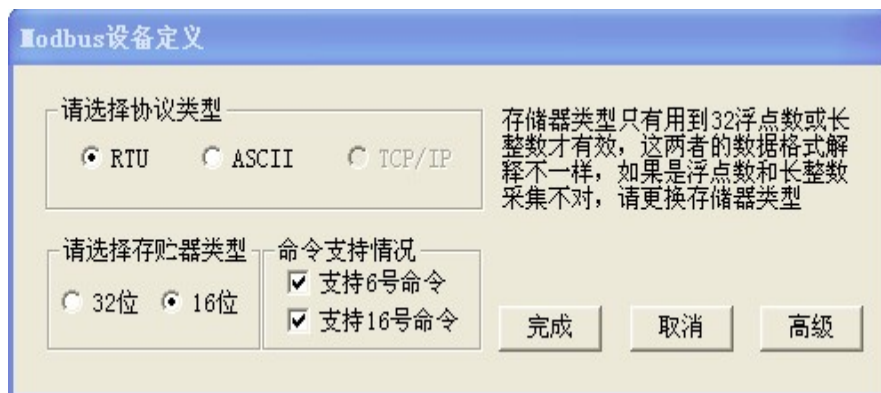 Modbus设备定义
请选择协议类型
RTU ASCII TCP/IP
存储器类型只有用到32浮点数或长
整数才有效，这两者的数据格式解
释不一样，如果是浮点数和长整数
采集不对，请更换存储器类型
请选择存贮器类型
32位 16位
命令支持情况
支持6号命令
支持16号命令
完成 取消 高级